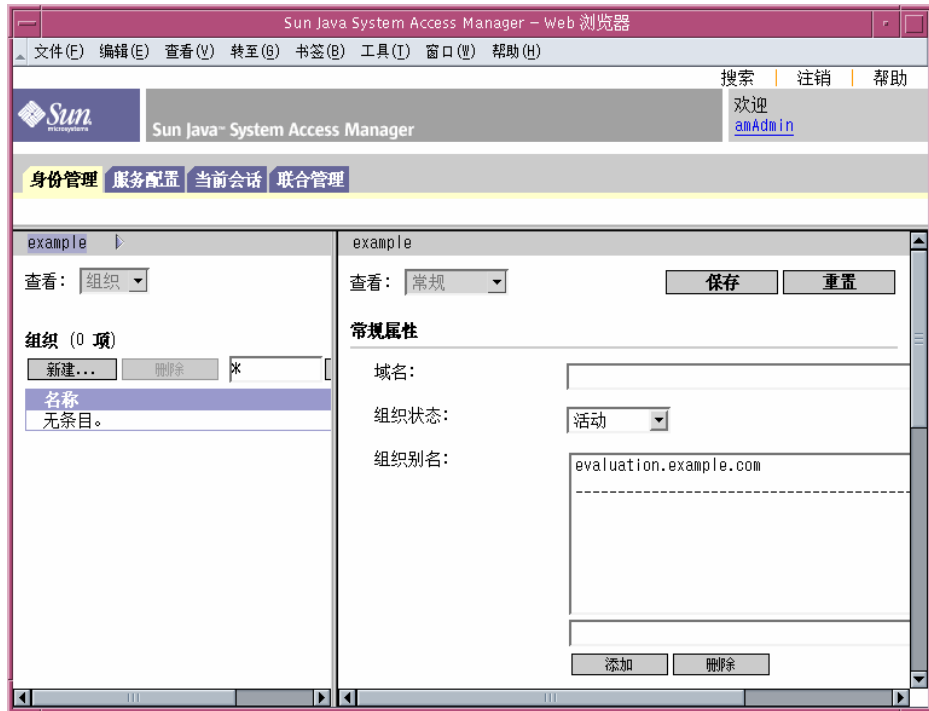 Sun Java System Access Manager – Web 浏览器
文件(F) 编辑(E) 查看(V) 转至(G) 书签(B) 工具(T) 窗口(W) 帮助(H)
搜索 | 注销 | 帮助
Sun
microsystems
Sun Java™ System Access Manager
欢迎
amAdmin
身份管理 服务配置 当前会话 联合管理
example
查看： 组织
组织 (0 项)
新建... 删除 *
名称
无条目。
example
查看： 常规 保存 重置
常规属性
域名：
组织状态： 活动
组织别名： evaluation.example.com
------------------------------------
添加 删除